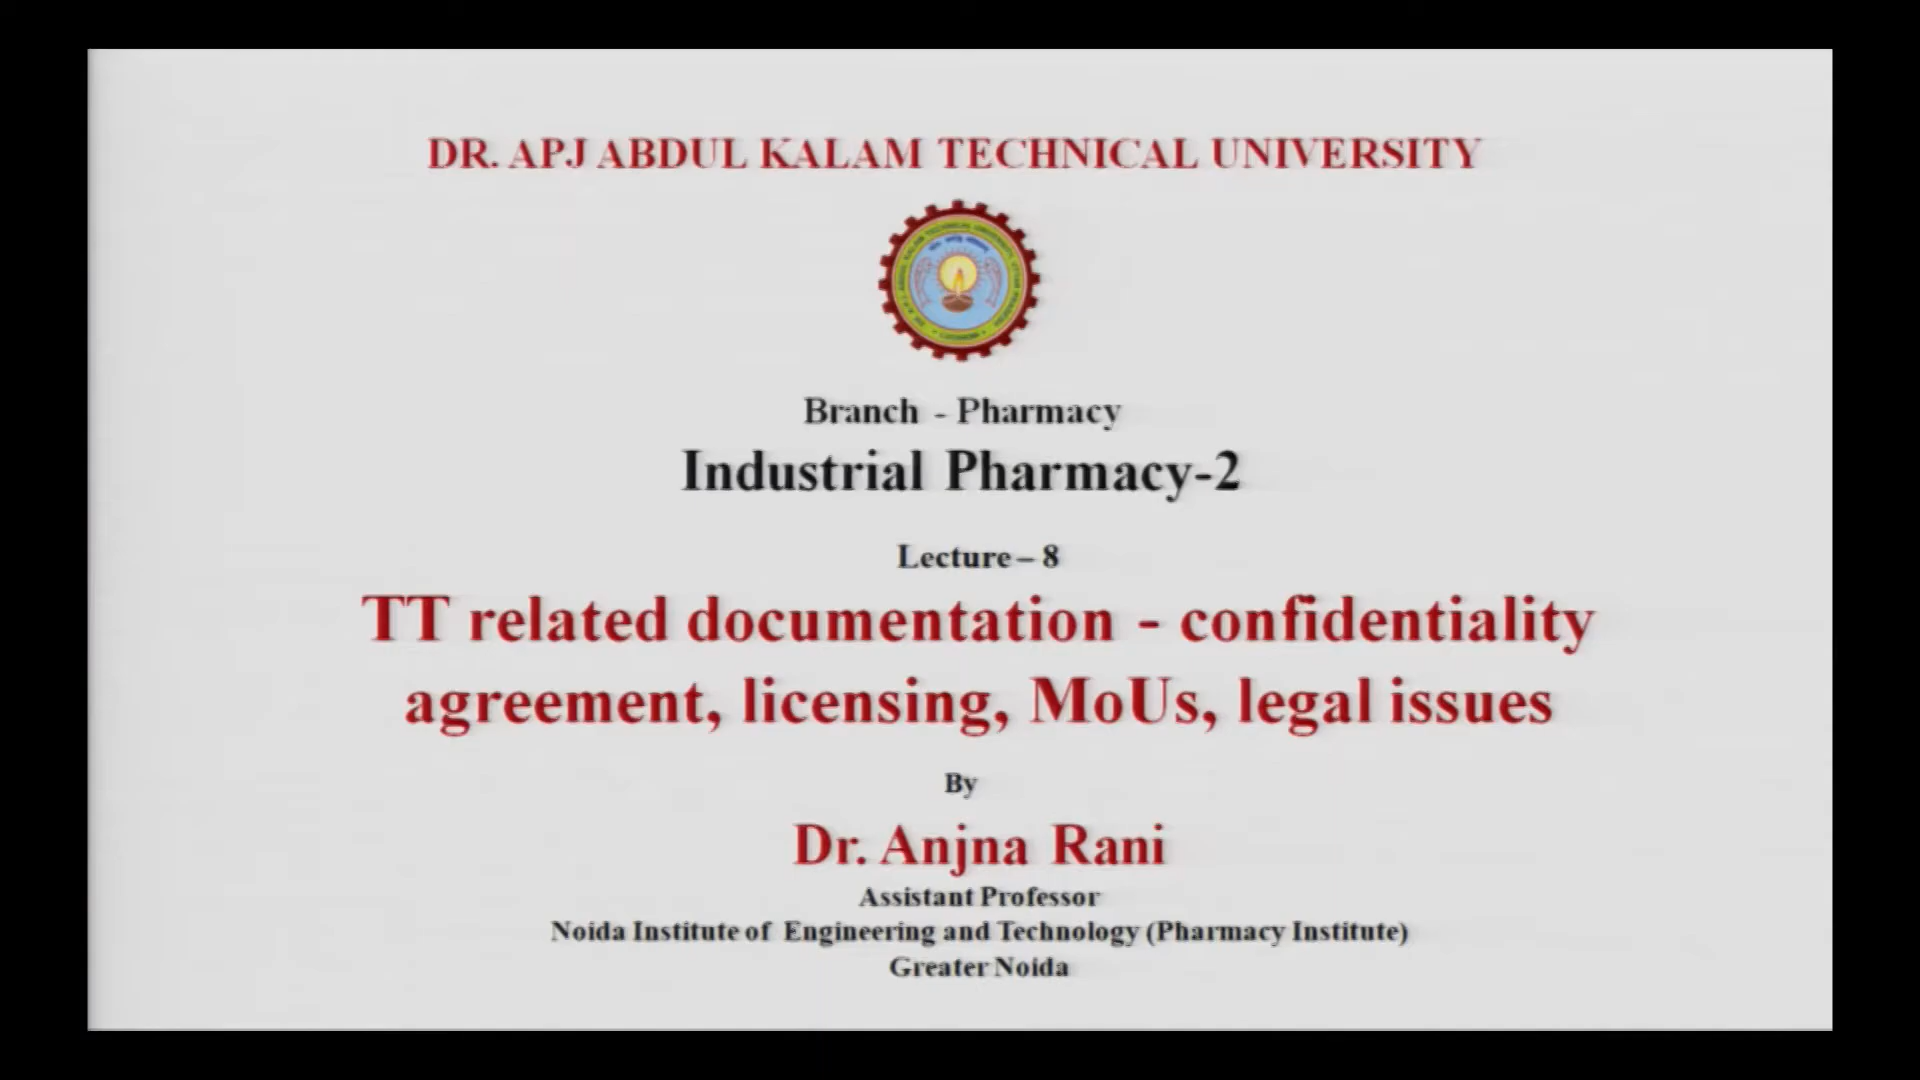 DR. APJ ABDUL KALAM TECHNICAL UNIVERSITY
Branch - Pharmacy
Industrial Pharmacy-2
Lecture – 8
TT related documentation - confidentiality
agreement, licensing, MoUs, legal issues
By
Dr. Anjna Rani
Assistant Professor
Noida Institute of Engineering and Technology (Pharmacy Institute)
Greater Noida